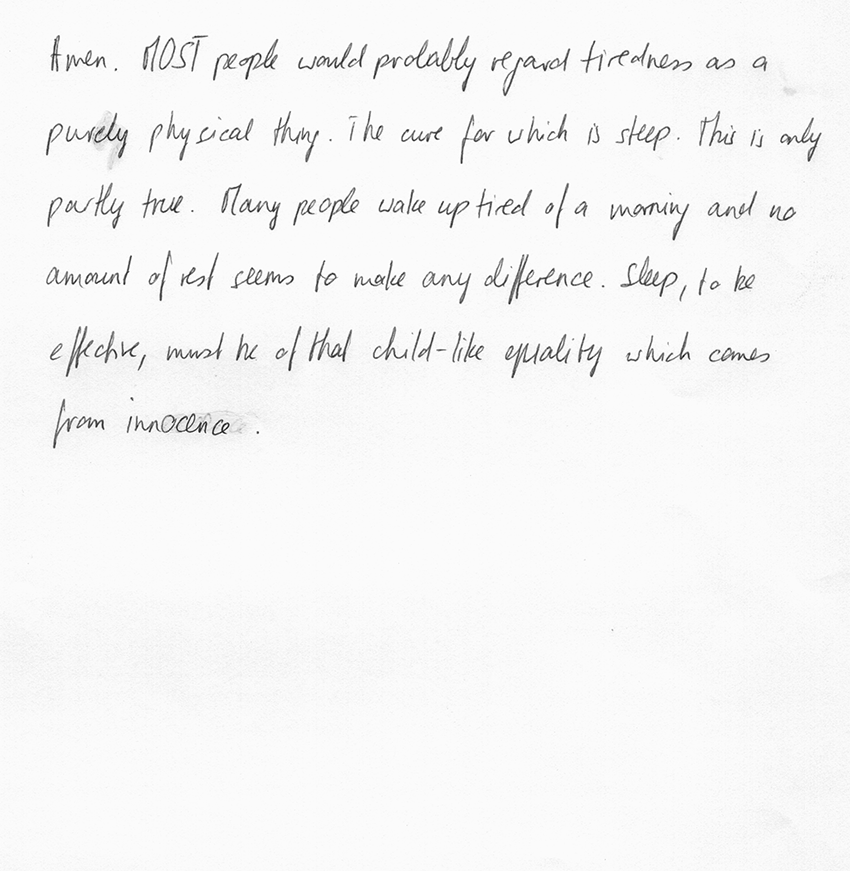 Amen. MOST people would probably regard tiredness as a
purely physical thing. The cure for which is sleep. This is only
partly true. Many people wake up tired of a morning and no
amount of rest seems to make any difference. Sleep, to be
effective, must be of that child-like quality which comes
from innocence.